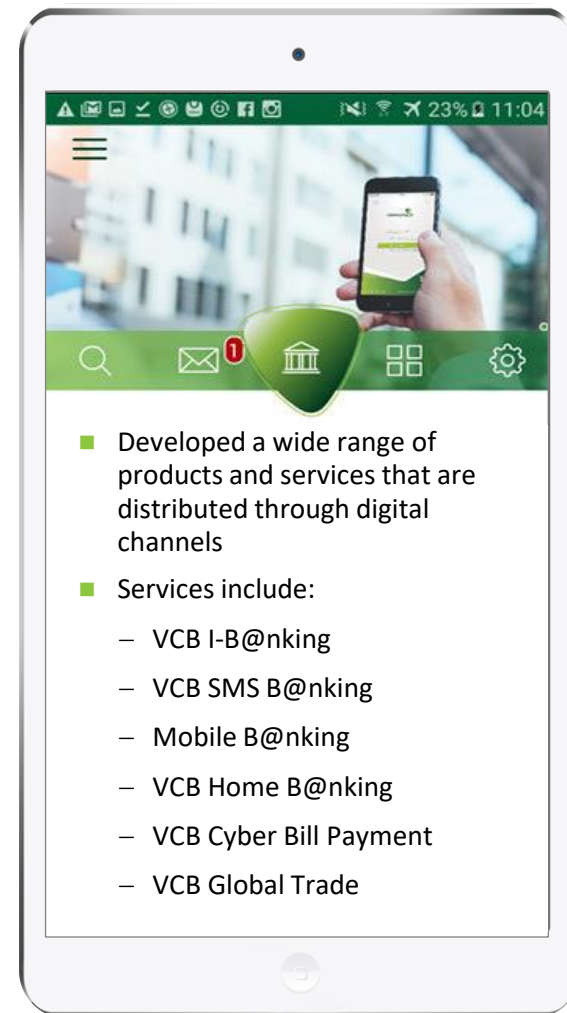 23% 11:04
1
Developed a wide range of
products and services that are
distributed through digital
channels
Services include:
– VCB I-B@nking
– VCB SMS B@nking
– Mobile B@nking
– VCB Home B@nking
– VCB Cyber Bill Payment
– VCB Global Trade